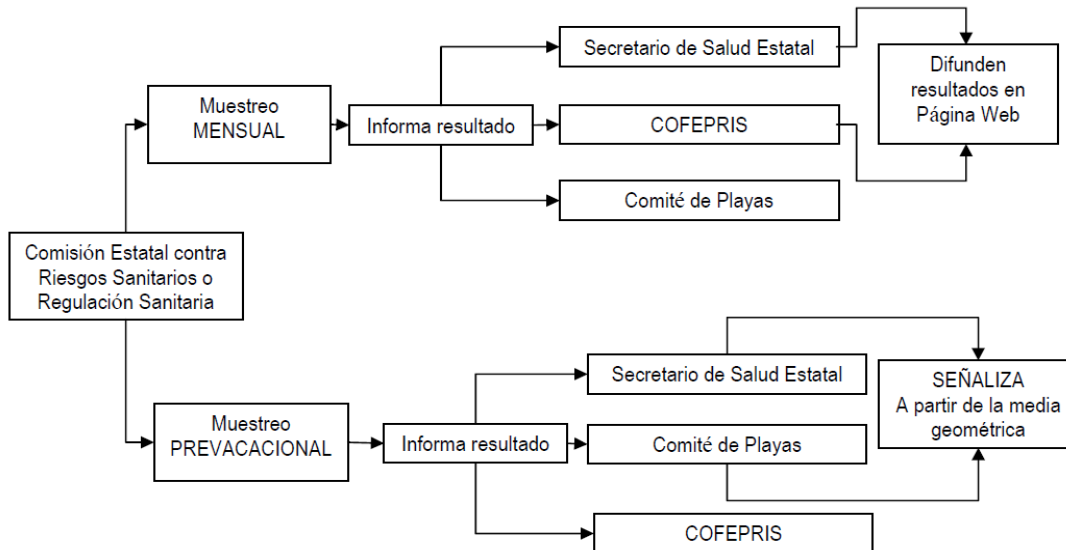 Secretario de Salud Estatal
Difunden
resultados en
Página Web
Muestreo
MENSUAL
Informa resultado
COFEPRIS
Comité de Playas
Comisión Estatal contra
Riesgos Sanitarios o
Regulación Sanitaria
Secretario de Salud Estatal
SEÑALIZA
A partir de la media
geométrica
Muestreo
PREVACACIONAL
Informa resultado
Comité de Playas
COFEPRIS